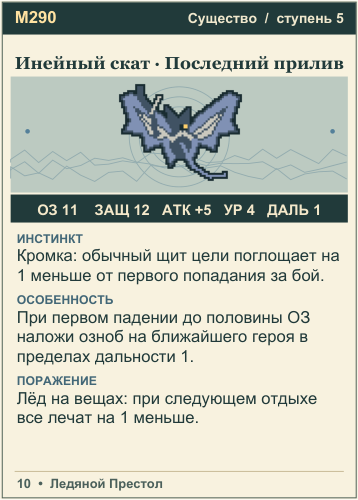 М290
Существо / ступень 5
Инейный скат · Последний прилив
ОЗ 11 ЗАЩ 12 АТК +5 УР 4 ДАЛЬ 1
ИНСТИНКТ
Кромка: обычный щит цели поглощает на
1 меньше от первого попадания за бой.
ОСОБЕННОСТЬ
При первом падении до половины ОЗ
наложи озноб на ближайшего героя в
пределах дальности 1.
ПОРАЖЕНИЕ
Лёд на вещах: при следующем отдыхе
все лечат на 1 меньше.
10 • Ледяной Престол